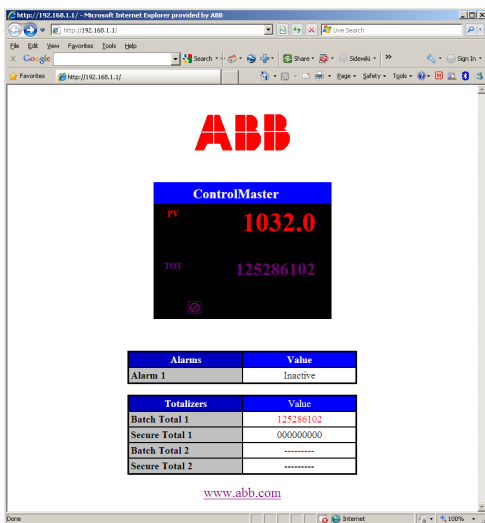 http://192.168.1.1/ - Microsoft Internet Explorer provided by ABB
http://192.168.1.1/
Live Search
File Edit View Favorites Tools Help
x Google Search Share Sidewiki >> Sign In
Favorites http://192.168.1.1/ Page Safety Tools
ABB
ControlMaster
PV 1032.0
TOT 125286102
Alarms Value
Alarm 1 Inactive
Totalizers Value
Batch Total 1 125286102
Secure Total 1 000000000
Batch Total 2 ---------
Secure Total 2 ---------
www.abb.com
Done Internet 100%